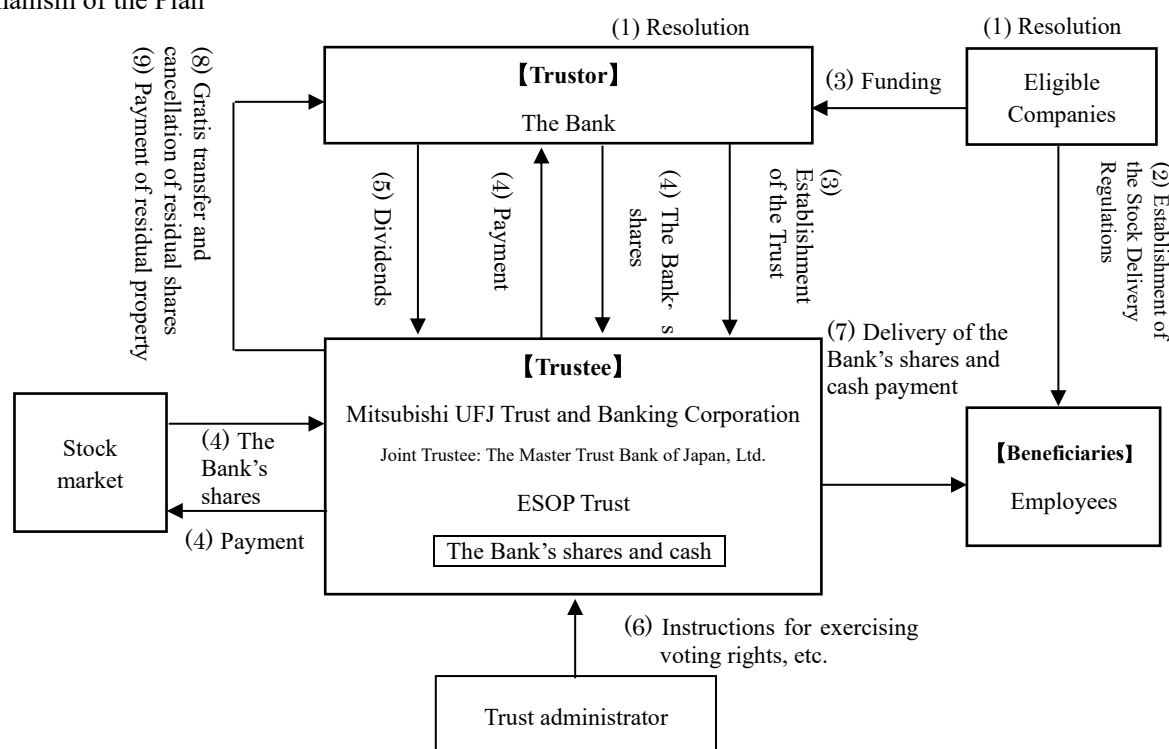 anism of the Plan
(1) Resolution
(1) Resolution
【Trustor】
The Bank
(3) Funding
Eligible
Companies
(8) Gratis transfer and
cancellation of residual shares
(9) Payment of residual property
(5) Dividends
(4) Payment
(4) The Bank’s
shares
(3)
Establishment
of the Trust
(2) Establishment of
the Stock Delivery
Regulations
(7) Delivery of the
Bank’s shares and
cash payment
【Trustee】
Mitsubishi UFJ Trust and Banking Corporation
Joint Trustee: The Master Trust Bank of Japan, Ltd.
ESOP Trust
The Bank’s shares and cash
Stock
market
(4) The
Bank’s
shares
(4) Payment
【Beneficiaries】
Employees
(6) Instructions for exercising
voting rights, etc.
Trust administrator